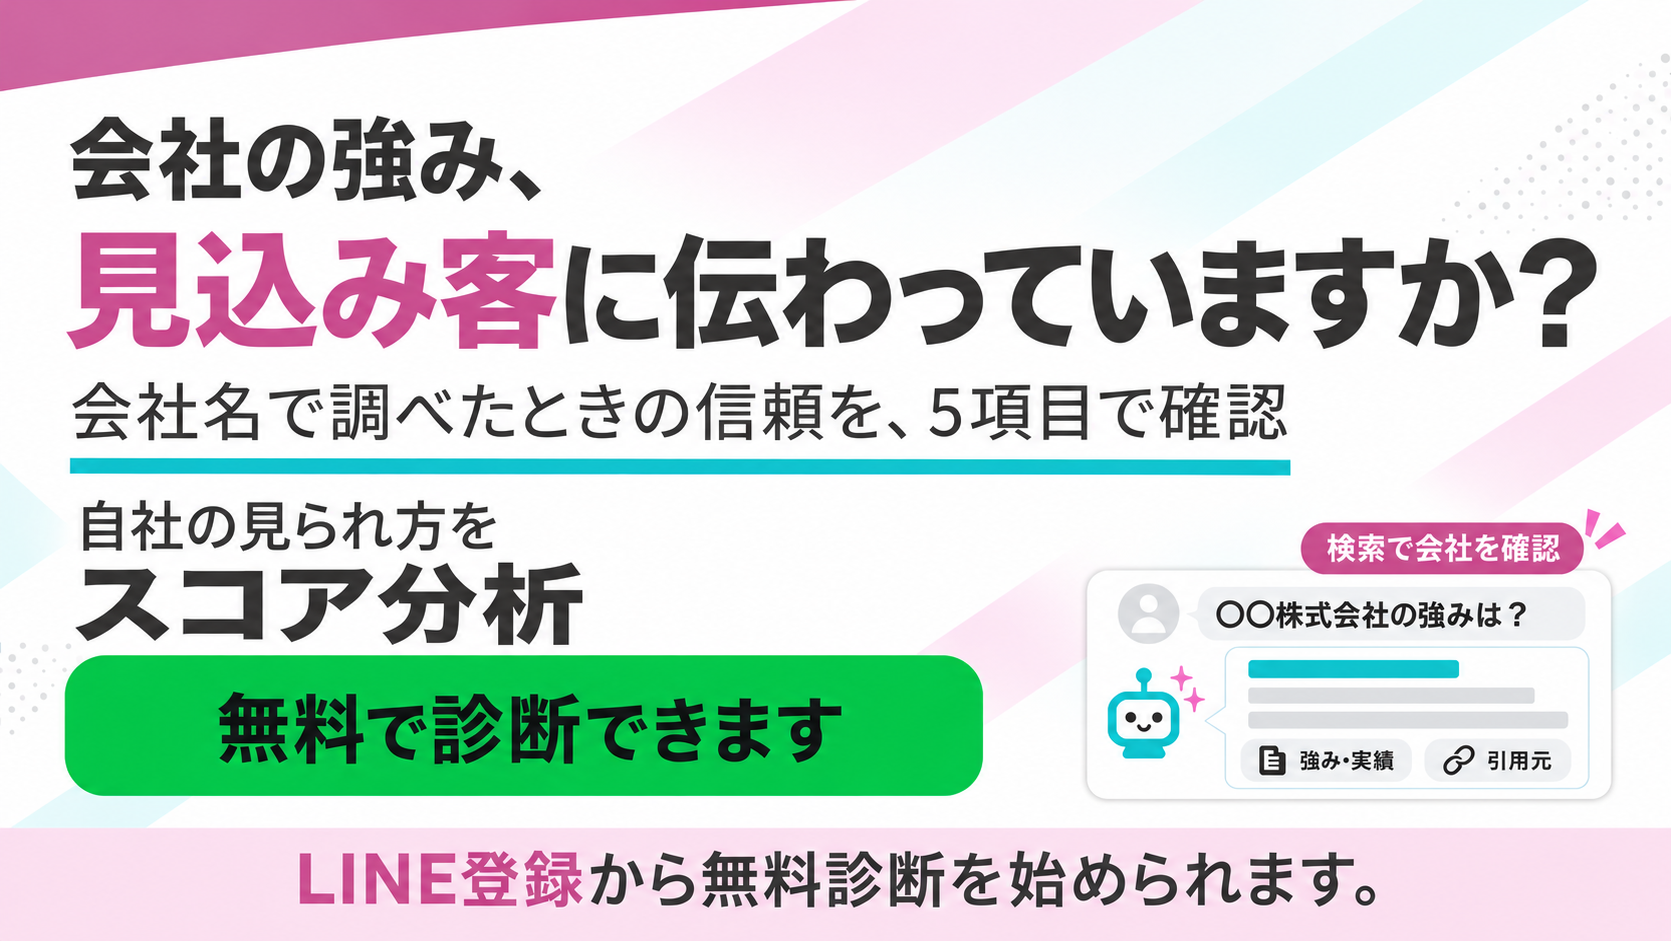 会社の強み、
見込み客に伝わっていますか？
会社名で調べたときの信頼を、5項目で確認
自社の見られ方を
スコア分析
無料で診断できます
検索で会社を確認
〇〇株式会社の強みは？
強み・実績
引用元
LINE登録から無料診断を始められます。